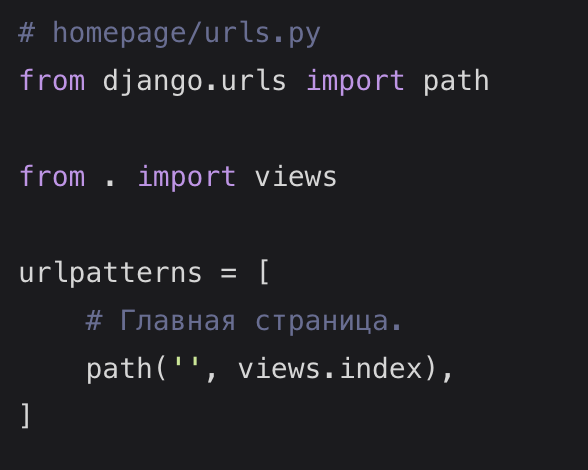 # homepage/urls.py
from django.urls import path

from . import views

urlpatterns = [
    # Главная страница.
    path('', views.index),
]